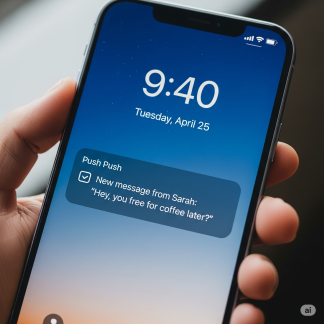 9:40
Tuesday, April 25
Push Push
New message from Sarah:
"Hey, you free for coffee later?"
ai